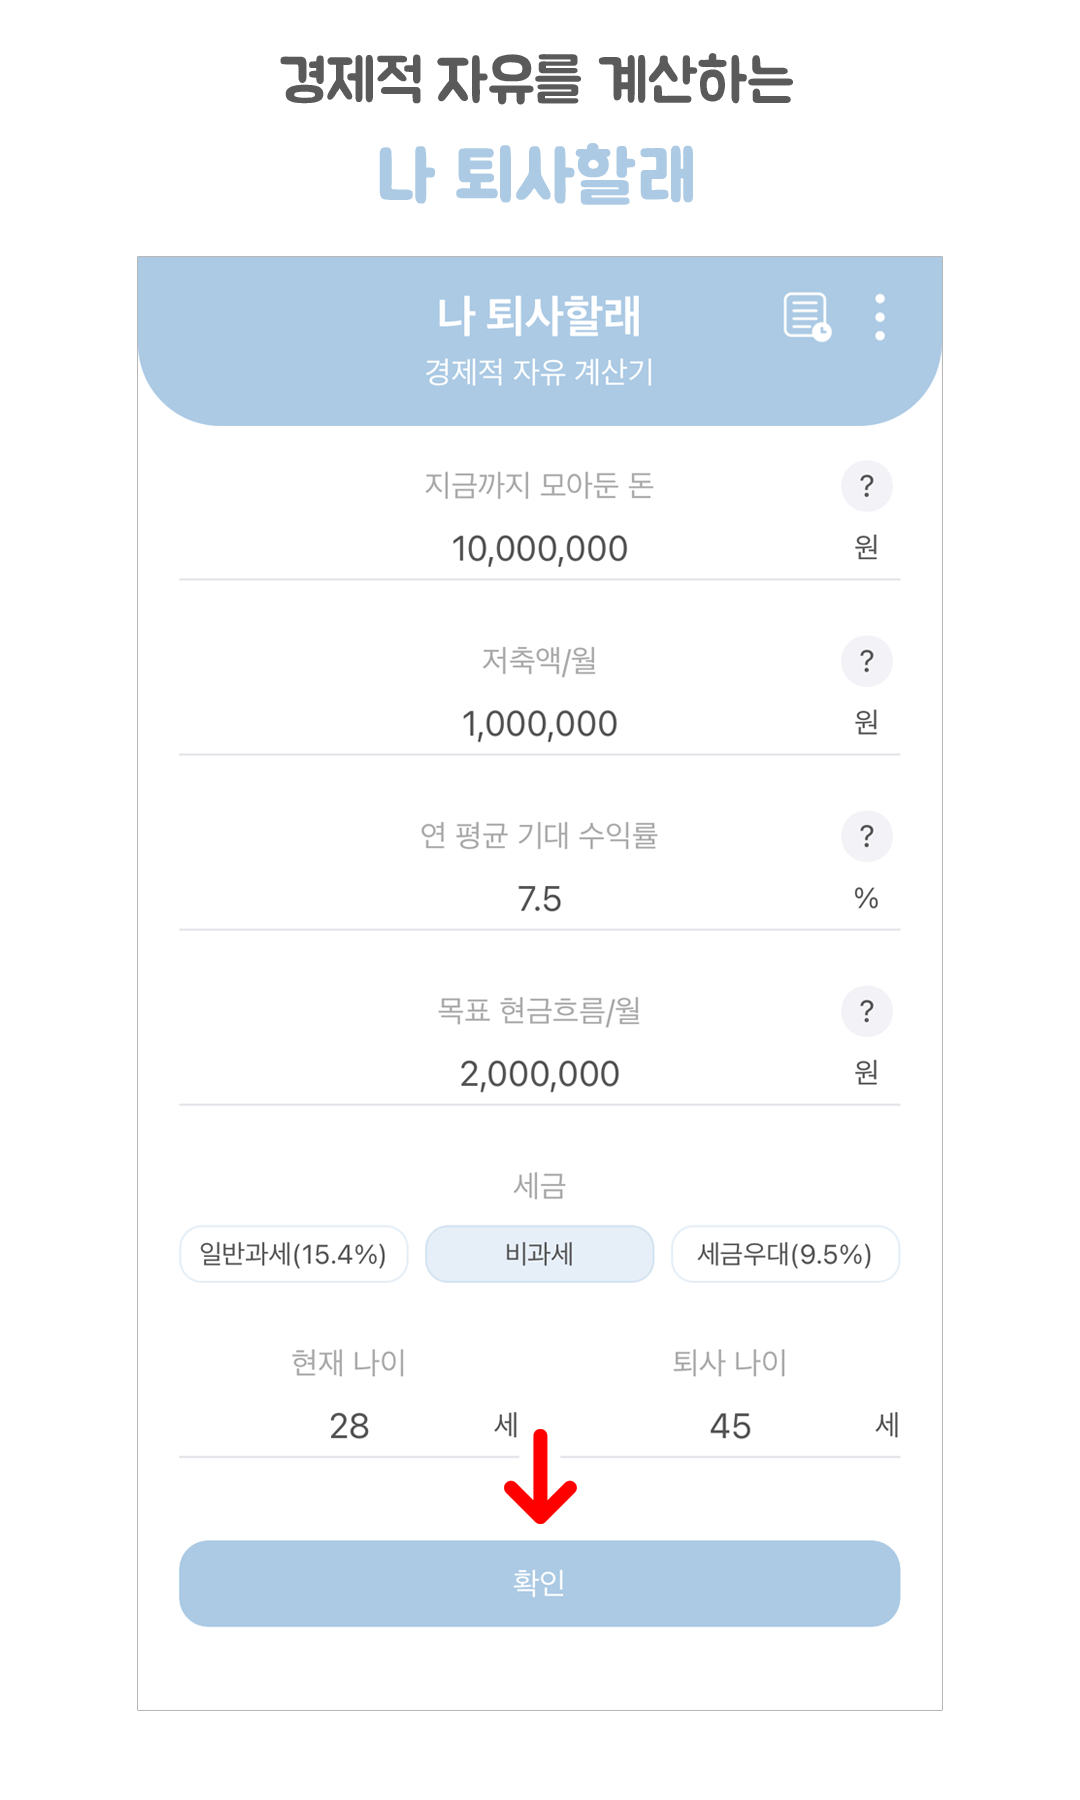 경제적 자유를 계산하는
나 퇴사할래
나 퇴사할래
경제적 자유 계산기
지금까지 모아둔 돈 ?
10,000,000 원
저축액/월 ?
1,000,000 원
연 평균 기대 수익률 ?
7.5 %
목표 현금흐름/월 ?
2,000,000 원
세금
일반과세(15.4%) 비과세 세금우대(9.5%)
현재 나이 퇴사 나이
28 세 45 세
확인